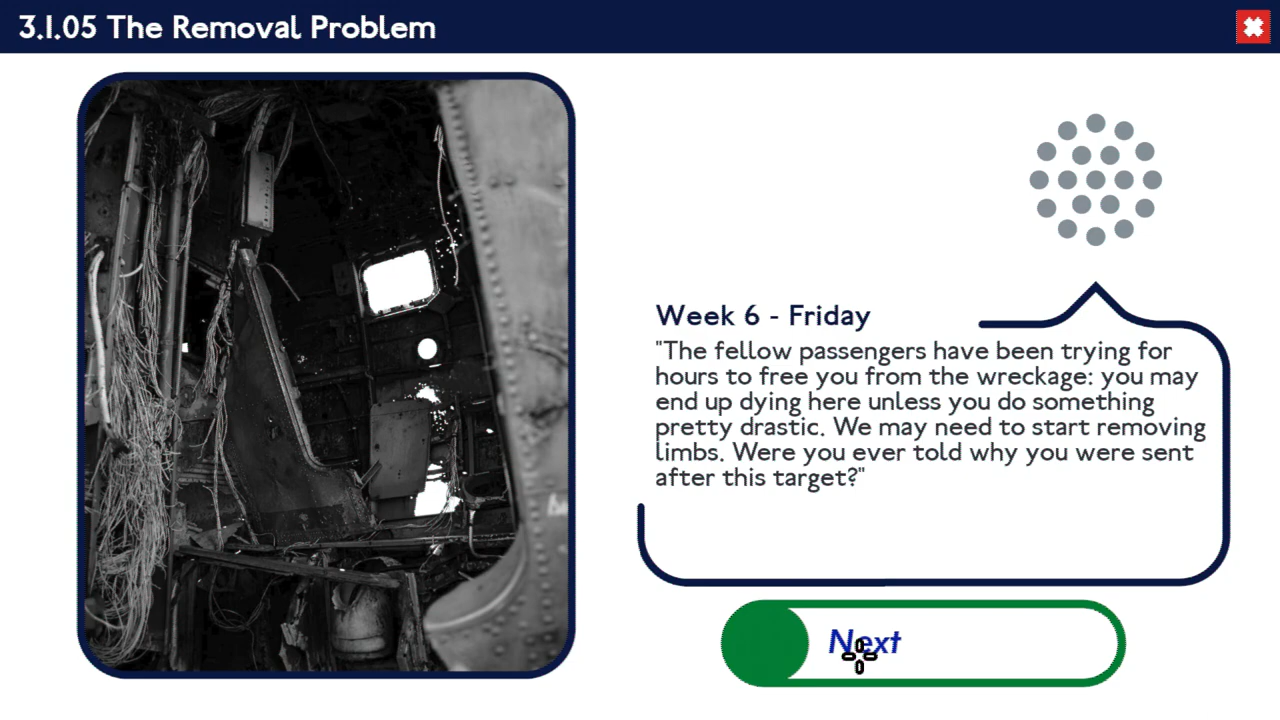 3.1.05 The Removal Problem
Week 6 - Friday
"The fellow passengers have been trying for
hours to free you from the wreckage: you may
end up dying here unless you do something
pretty drastic. We may need to start removing
limbs. Were you ever told why you were sent
after this target?"
Next